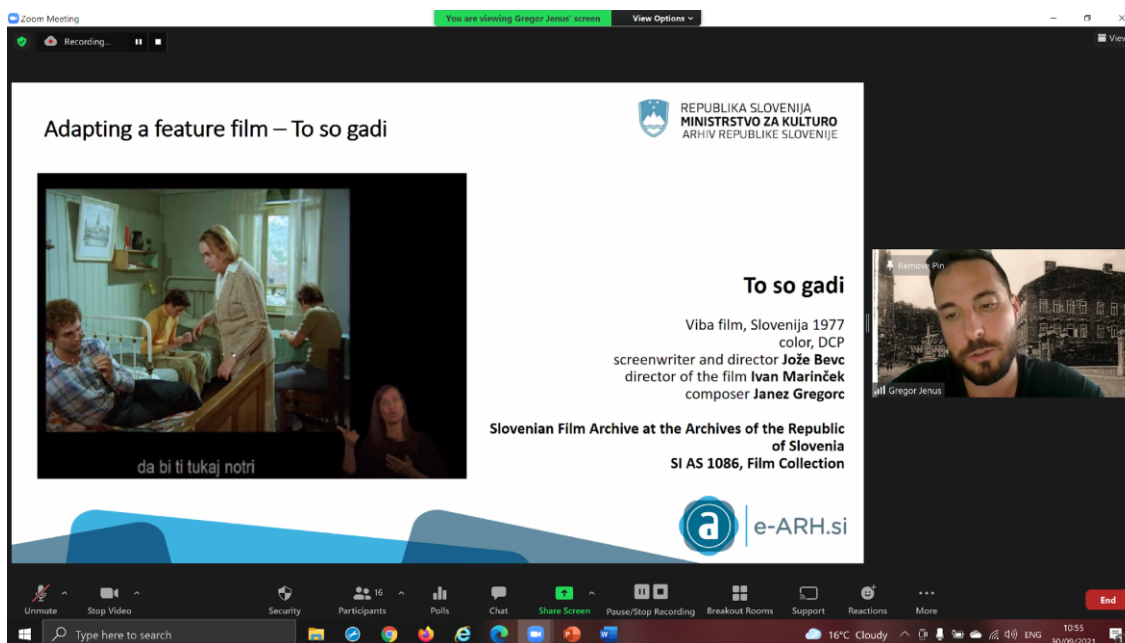 Zoom Meeting
You are viewing Gregor Jenus' screen
View Options
Recording...
View
Adapting a feature film – To so gadi
REPUBLIKA SLOVENIJA
MINISTRSTVO ZA KULTURO
ARHIV REPUBLIKE SLOVENIJE
da bi ti tukaj notri
To so gadi
Viba film, Slovenija 1977
color, DCP
screenwriter and director Jože Bevc
director of the film Ivan Marinček
composer Janez Gregorc
Slovenian Film Archive at the Archives of the Republic
of Slovenia
SI AS 1086, Film Collection
a e-ARH.si
Remove Pin
Gregor Jenus
Unmute
Stop Video
Security
Participants
16
Polls
Chat
Share Screen
Pause/Stop Recording
Breakout Rooms
Support
Reactions
More
End
Type here to search
16°C Cloudy
ENG
10:55
30/09/2021